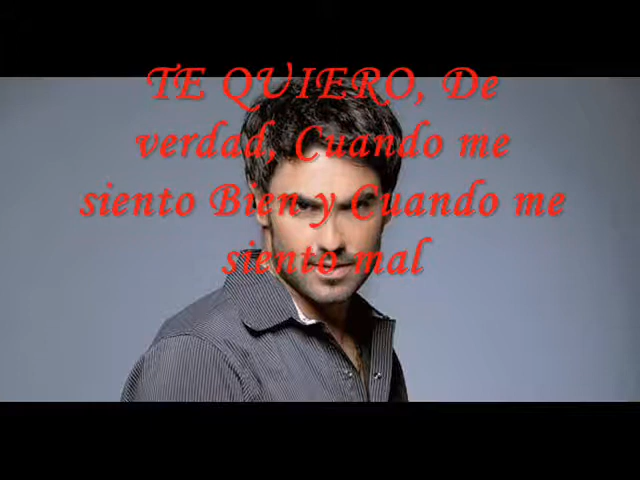 TE QUIERO, De
verdad, Cuando me
siento Bien y Cuando me
siento mal